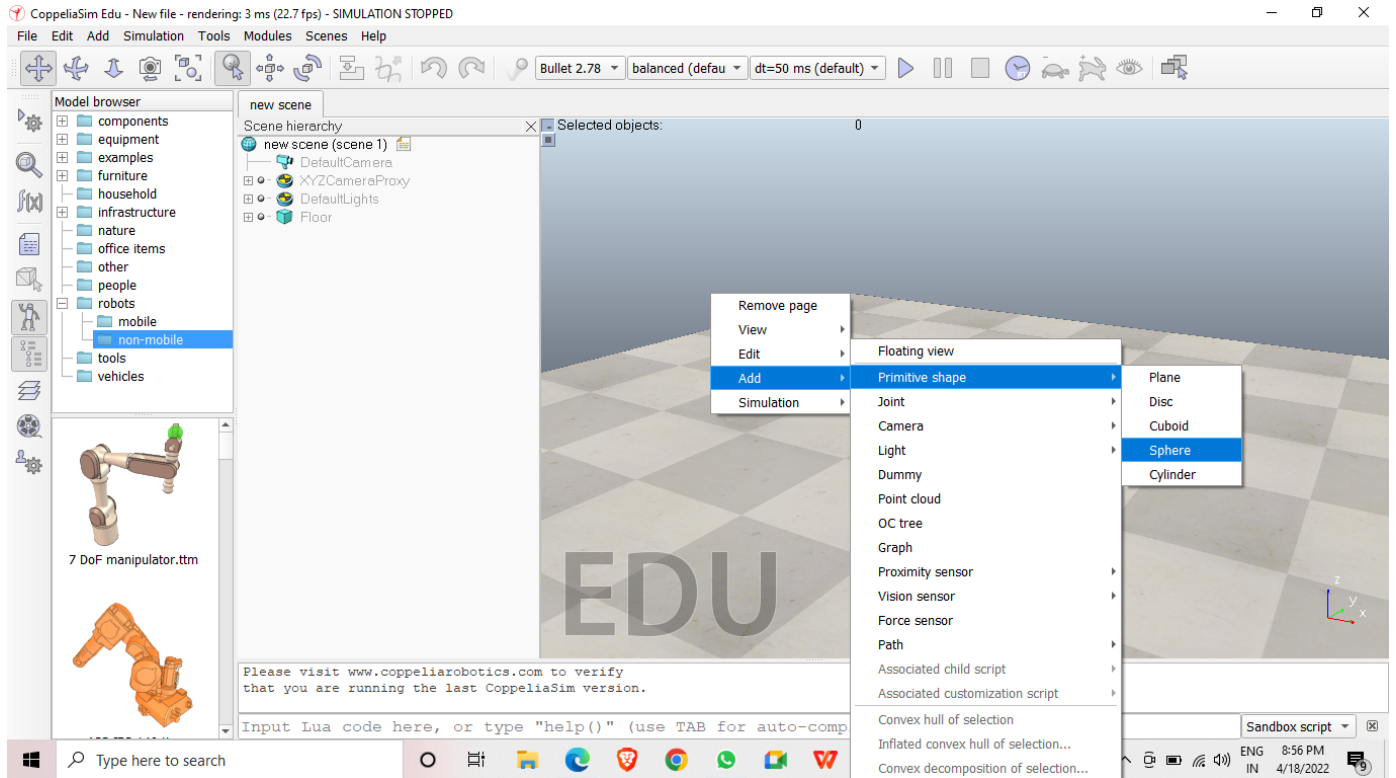 CoppeliaSim Edu - New file - rendering: 3 ms (22.7 fps) - SIMULATION STOPPED
File Edit Add Simulation Tools Modules Scenes Help
Bullet 2.78 balanced (defau dt=50 ms (default)
Model browser
components
equipment
examples
furniture
household
infrastructure
nature
office items
other
people
robots
mobile
non-mobile
tools
vehicles
7 DoF manipulator.ttm
new scene
Scene hierarchy
new scene (scene 1)
DefaultCamera
XYZCameraProxy
DefaultLights
Floor
Selected objects: 0
Remove page
View
Edit
Add
Simulation
Floating view
Primitive shape
Joint
Camera
Light
Dummy
Point cloud
OC tree
Graph
Proximity sensor
Vision sensor
Force sensor
Path
Associated child script
Associated customization script
Convex hull of selection
Inflated convex hull of selection...
Convex decomposition of selection...
Plane
Disc
Cuboid
Sphere
Cylinder
EDU
z
y
x
Please visit www.coppeliarobotics.com to verify
that you are running the last CoppeliaSim version.
Input Lua code here, or type "help()" (use TAB for auto-comp
Sandbox script
f(x)
Type here to search
ENG
IN
8:56 PM
4/18/2022
9